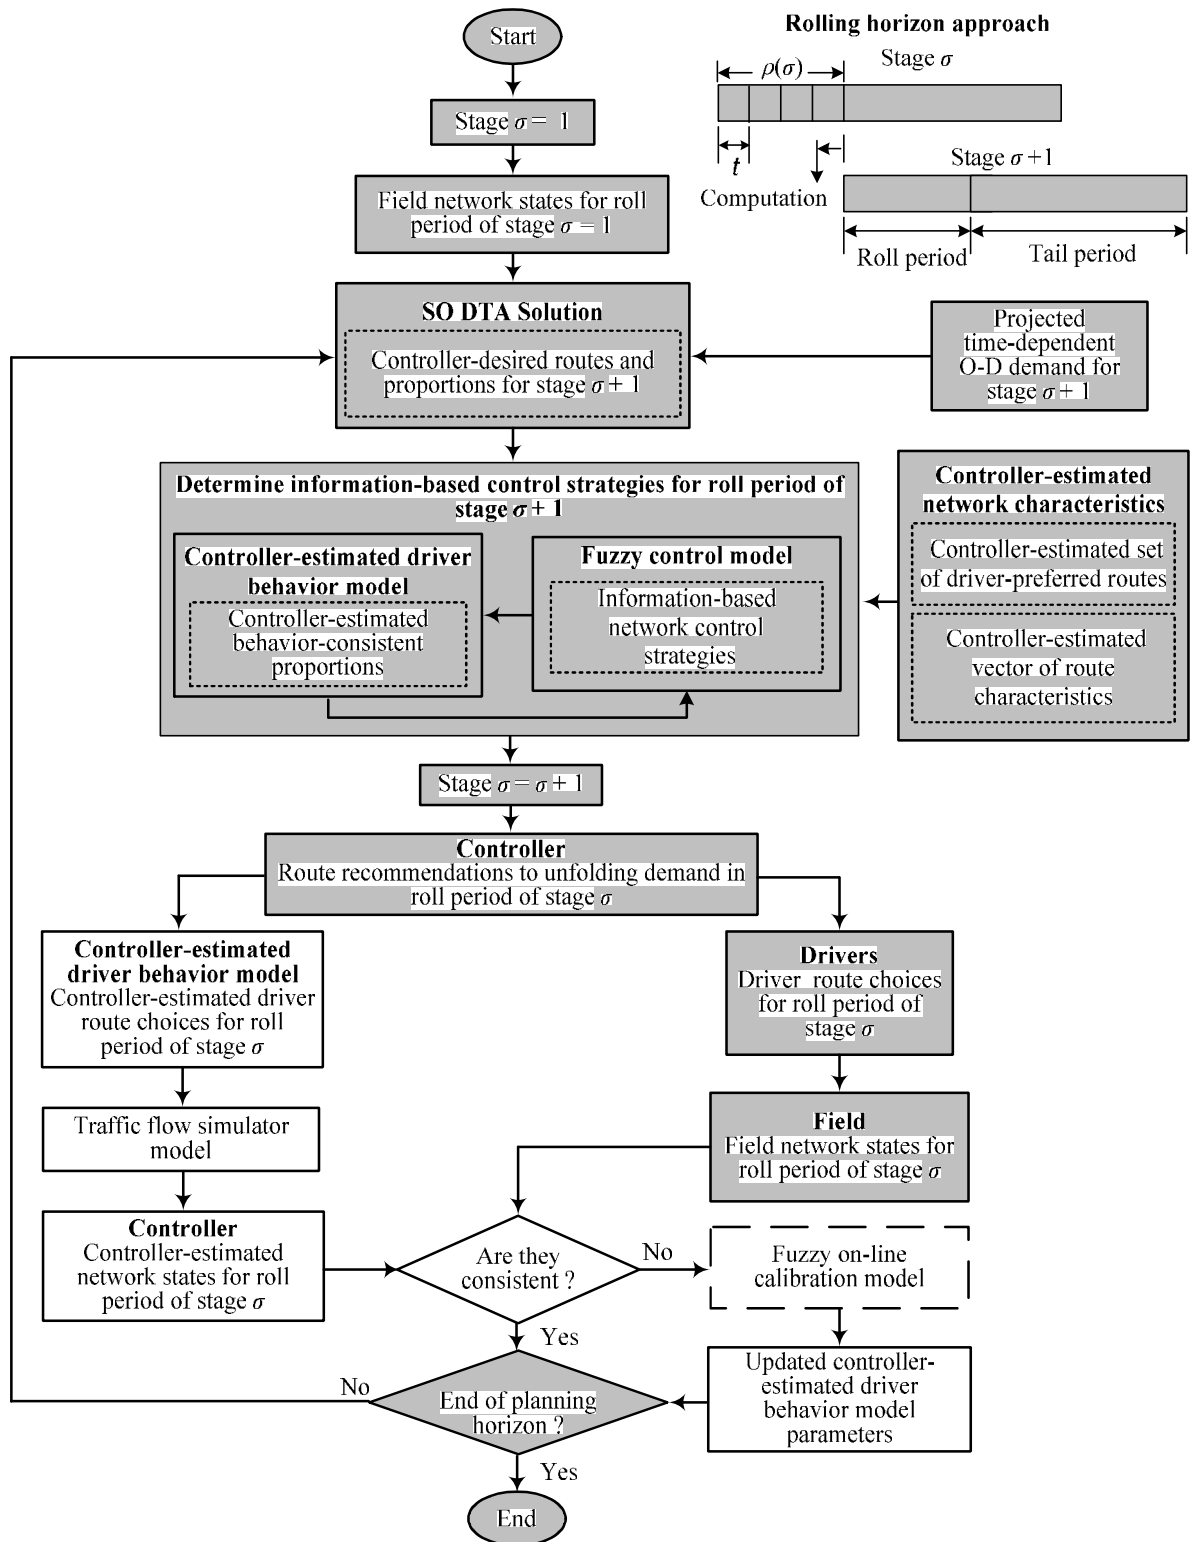 Start
Stage σ = 1
Field network states for roll
period of stage σ = 1
Rolling horizon approach
Stage σ
ρ(σ)
t
Computation
Stage σ+1
Roll period
Tail period
SO DTA Solution
Controller-desired routes and
proportions for stage σ + 1
Projected
time-dependent
O-D demand for
stage σ + 1
Determine information-based control strategies for roll period of
stage σ + 1
Controller-estimated driver
behavior model
Controller-estimated
behavior-consistent
proportions
Fuzzy control model
Information-based
network control
strategies
Controller-estimated
network characteristics
Controller-estimated set
of driver-preferred routes
Controller-estimated
vector of route
characteristics
Stage σ = σ + 1
Controller
Route recommendations to unfolding demand in
roll period of stage σ
Controller-estimated
driver behavior model
Controller-estimated driver
route choices for roll
period of stage σ
Drivers
Driver route choices
for roll period of
stage σ
Traffic flow simulator
model
Field
Field network states for
roll period of stage σ
Controller
Controller-estimated
network states for roll
period of stage σ
Are they
consistent ?
No
Fuzzy on-line
calibration model
Yes
Updated controller-
estimated driver
behavior model
parameters
No
End of planning
horizon ?
Yes
End